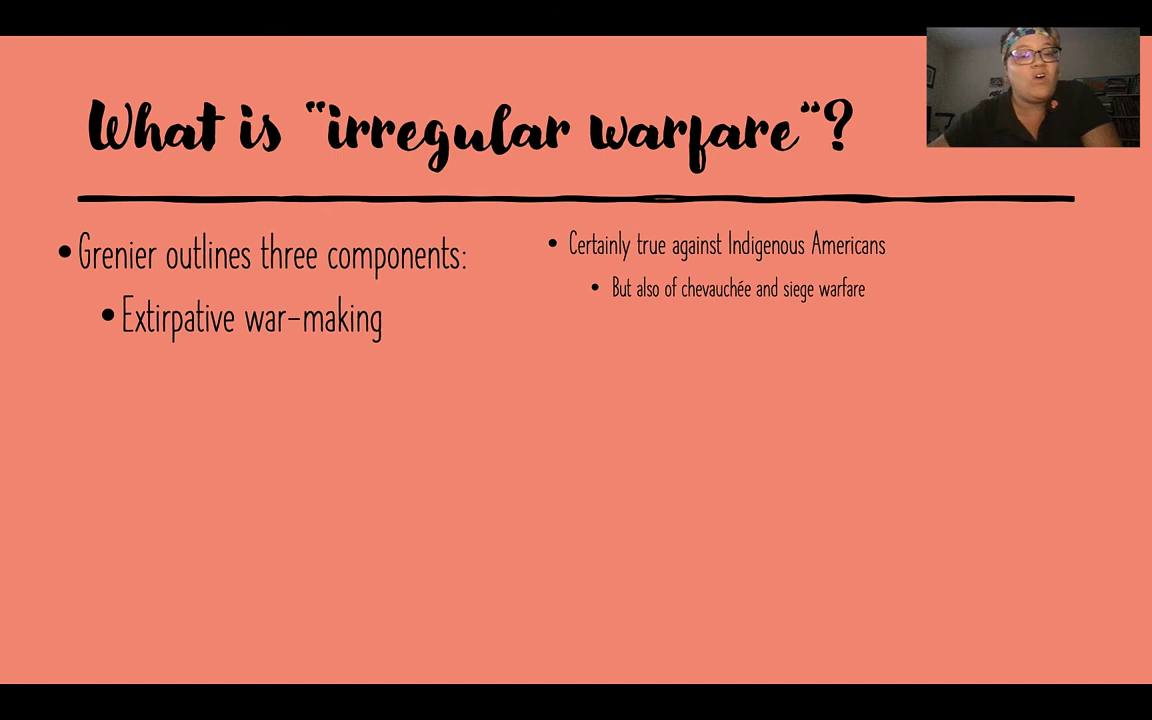 What is "irregular warfare"?
• Grenier outlines three components:
• Extirpative war-making
• Certainly true against Indigenous Americans
• But also of chevauchée and siege warfare